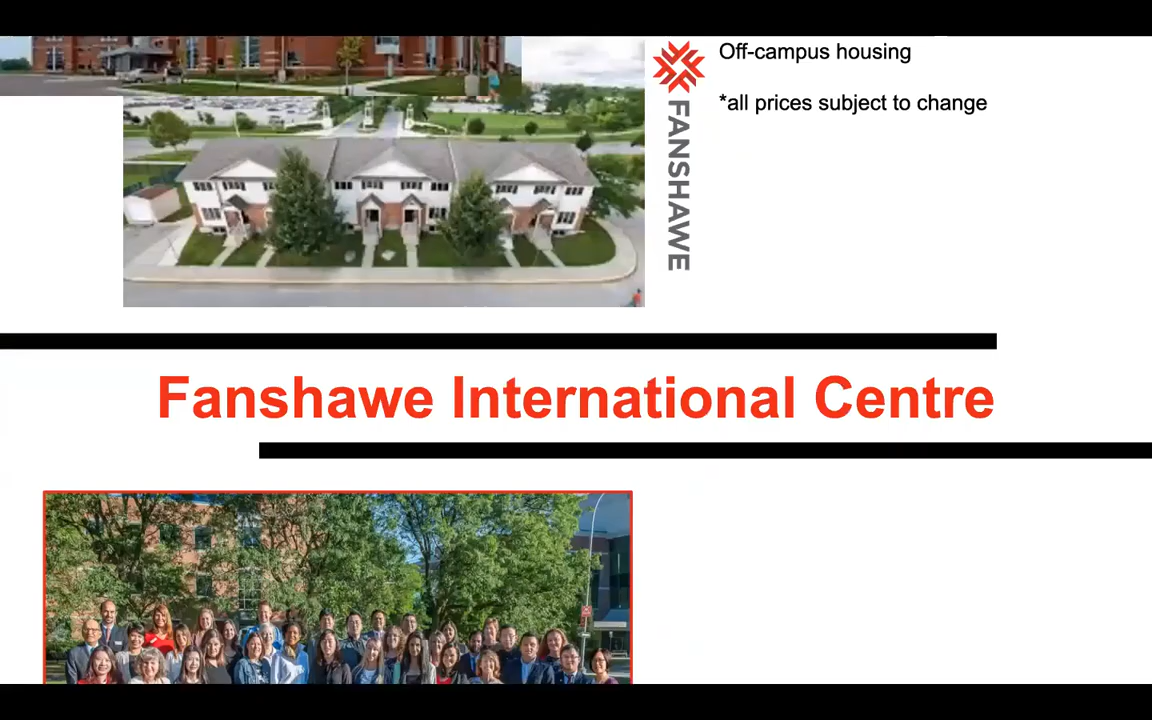 Off-campus housing
*all prices subject to change
FANSHAWE
Fanshawe International Centre